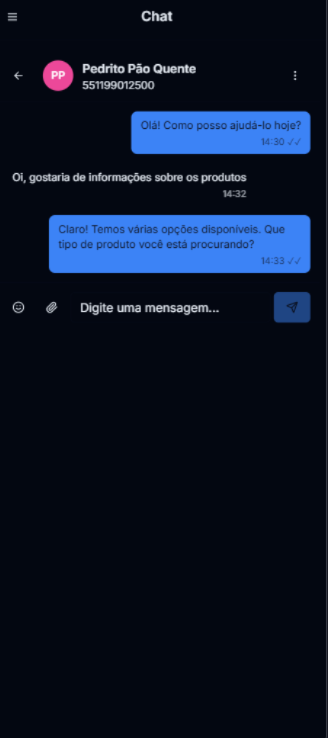 Chat
PP
Pedrito Pão Quente
551199012500
Olá! Como posso ajudá-lo hoje?
14:30 ✓✓
Oi, gostaria de informações sobre os produtos
14:32
Claro! Temos várias opções disponíveis. Que
tipo de produto você está procurando?
14:33 ✓✓
Digite uma mensagem...